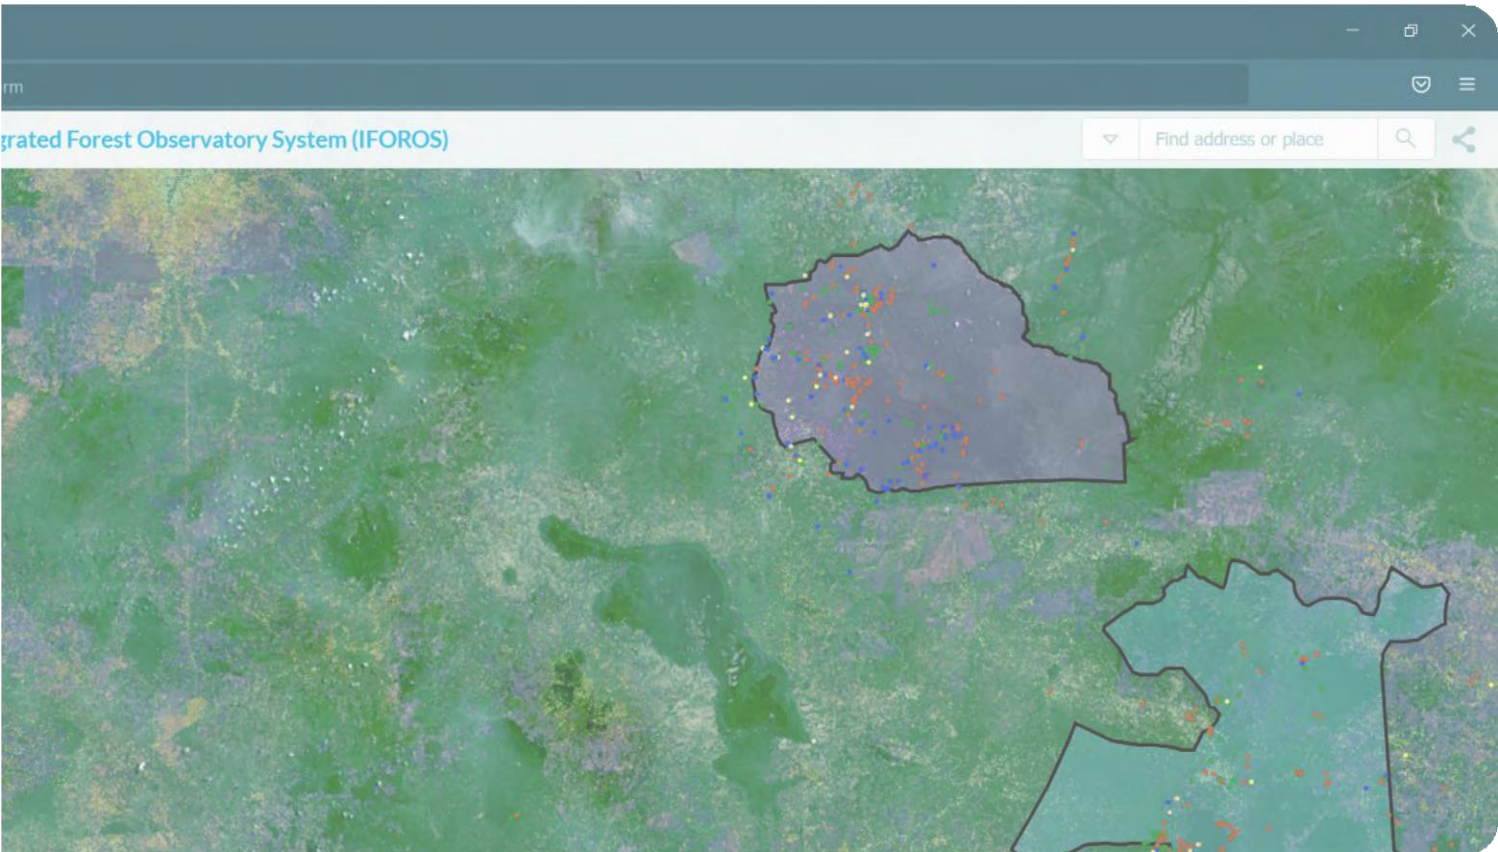 rm
grated Forest Observatory System (IFOROS)
Find address or place